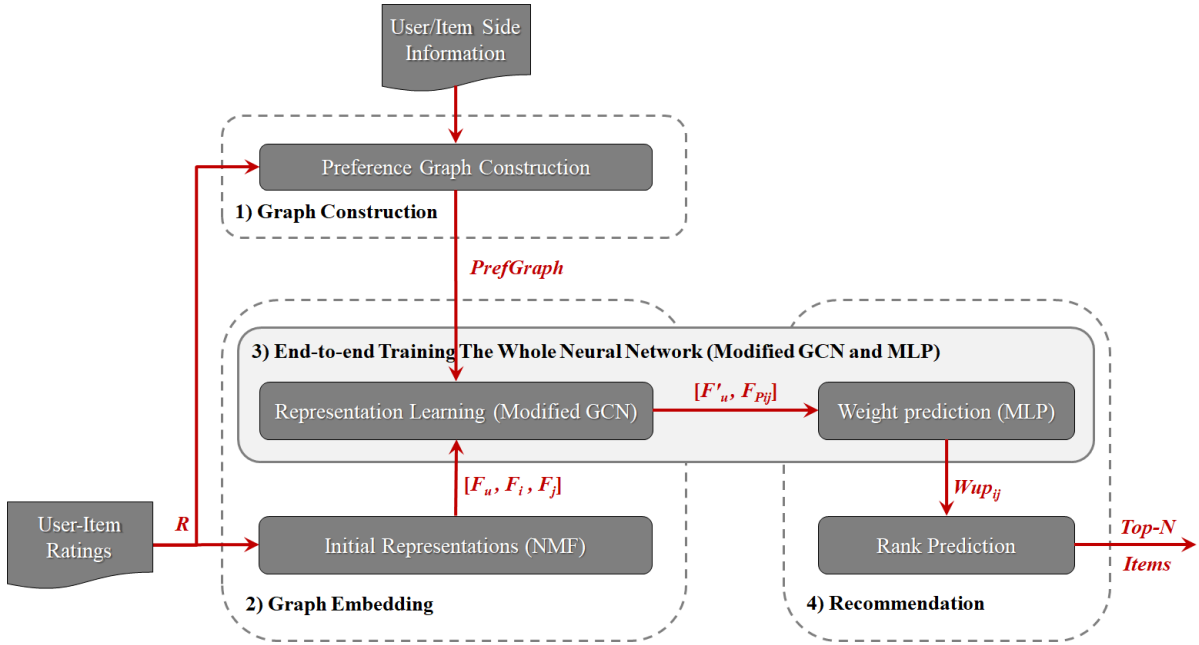 User/Item Side
Information
Preference Graph Construction
1) Graph Construction
PrefGraph
3) End-to-end Training The Whole Neural Network (Modified GCN and MLP)
Representation Learning (Modified GCN)
[F'u , FPij]
Weight prediction (MLP)
[Fu , Fi , Fj]
Wupij
User-Item
Ratings
R
Initial Representations (NMF)
Rank Prediction
Top-N
Items
2) Graph Embedding
4) Recommendation